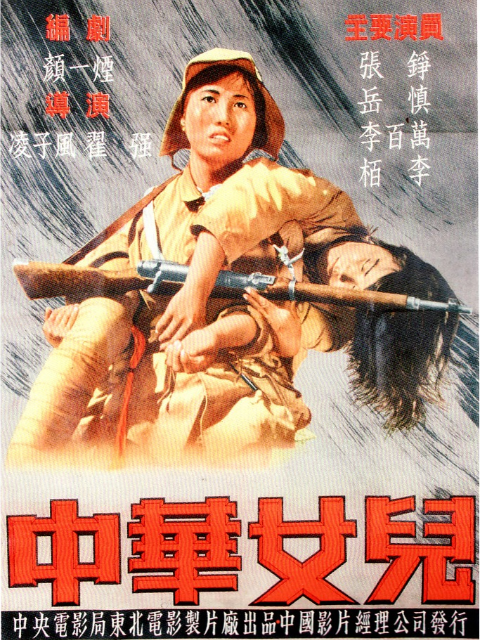 編劇
顏一煙
導演
凌子風 翟强
主要演員
張錚
岳慎
李百萬
柏李
中華女兒
中央電影局東北電影製片廠出品中國影片經理公司發行